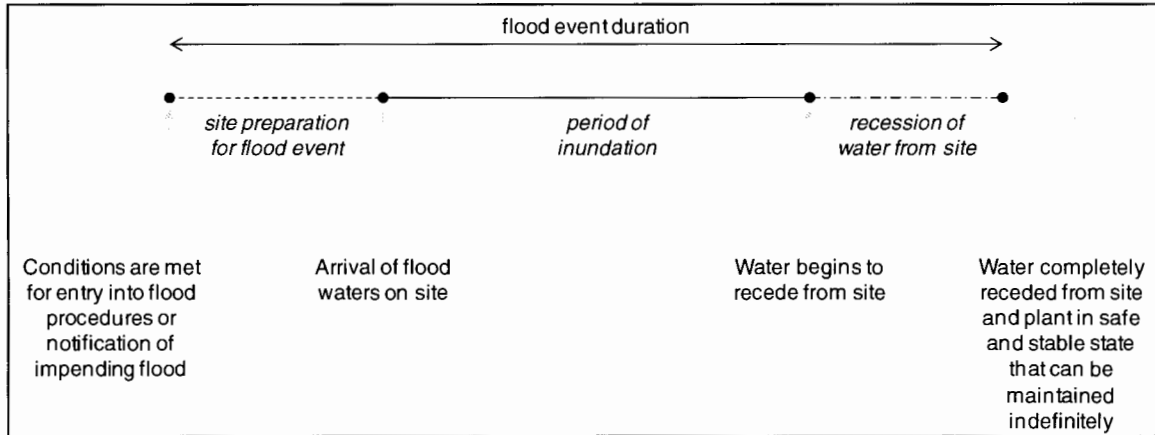 flood event duration
site preparation
for flood event
period of
inundation
recession of
water from site
Conditions are met
for entry into flood
procedures or
notification of
impending flood
Arrival of flood
waters on site
Water begins to
recede from site
Water completely
receded from site
and plant in safe
and stable state
that can be
maintained
indefinitely